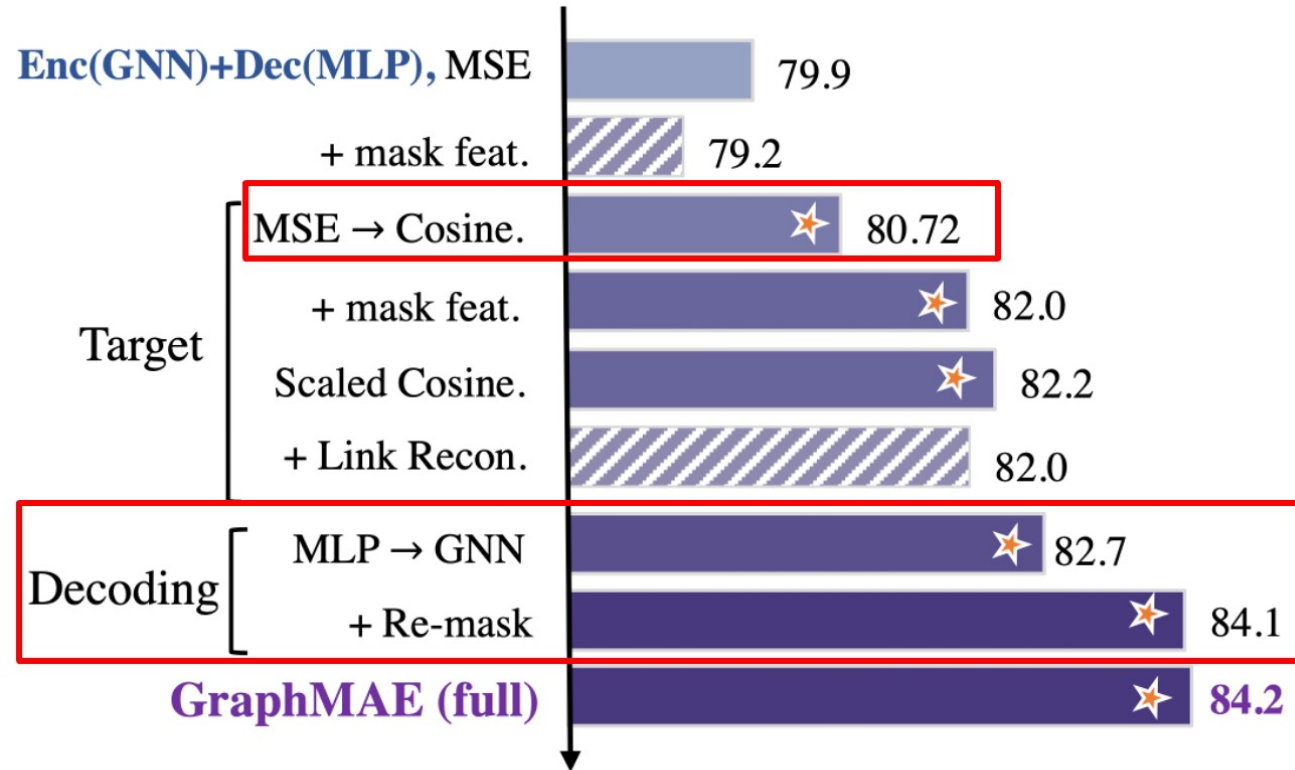 Enc(GNN)+Dec(MLP), MSE 79.9
+ mask feat. 79.2
MSE → Cosine. 80.72
+ mask feat. 82.0
Target
Scaled Cosine. 82.2
+ Link Recon. 82.0
MLP → GNN 82.7
Decoding
+ Re-mask 84.1
GraphMAE (full) 84.2